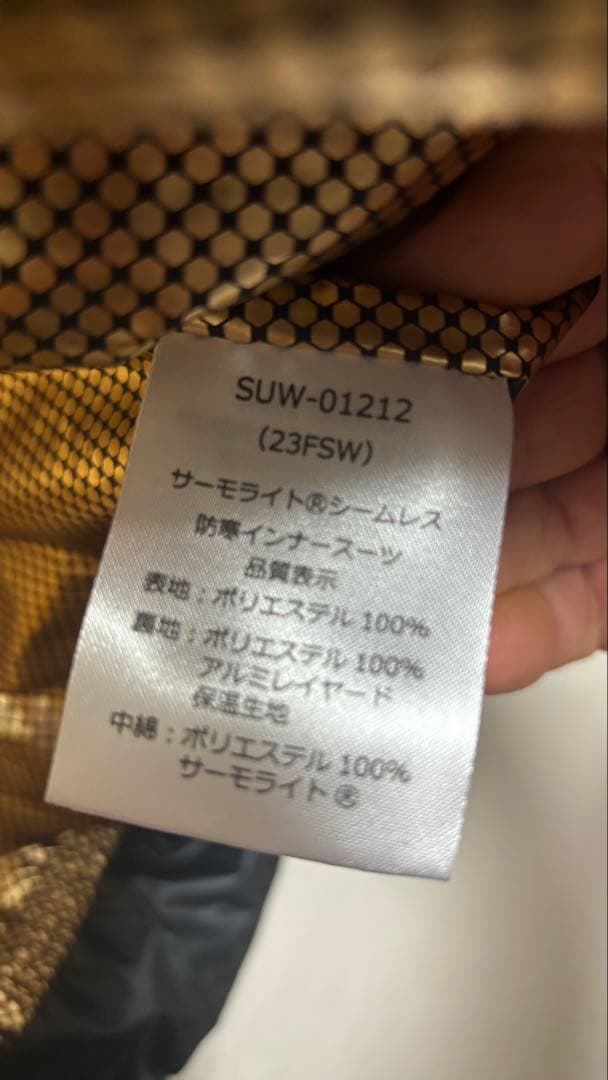 SUW-01212
(23FSW)
サーモライト®シームレス
防寒インナースーツ
品質表示
表地：ポリエステル 100%
裏地：ポリエステル 100%
アルミレイヤード
保温生地
中綿：ポリエステル 100%
サーモライト®